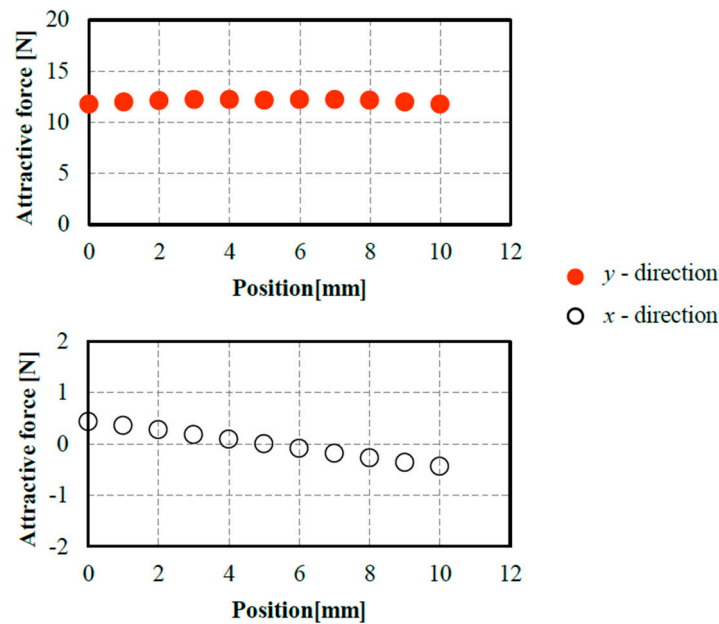 Attractive force [N]
20
15
10
5
0
0 2 4 6 8 10 12
Position[mm]
y - direction
x - direction
Attractive force [N]
2
1
0
-1
-2
0 2 4 6 8 10 12
Position[mm]